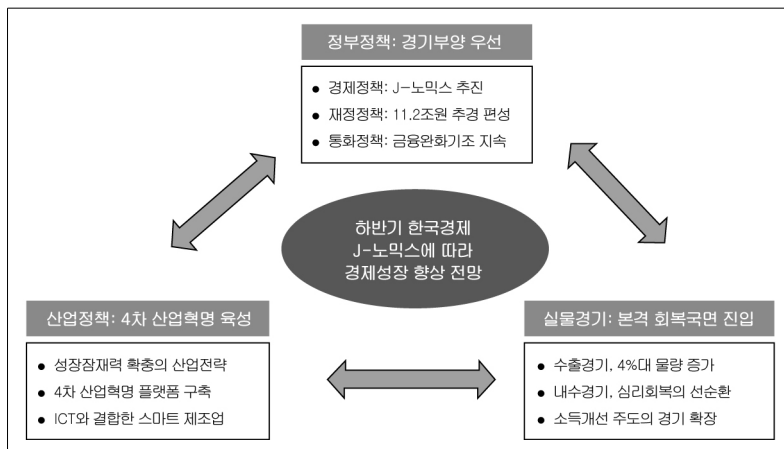 정부정책: 경기부양 우선
● 경제정책: J-노믹스 추진
● 재정정책: 11.2조원 추경 편성
● 통화정책: 금융완화기조 지속
하반기 한국경제
J-노믹스에 따라
경제성장 향상 전망
산업정책: 4차 산업혁명 육성
● 성장잠재력 확충의 산업전략
● 4차 산업혁명 플랫폼 구축
● ICT와 결합한 스마트 제조업
실물경기: 본격 회복국면 진입
● 수출경기, 4%대 물량 증가
● 내수경기, 심리회복의 선순환
● 소득개선 주도의 경기 확장